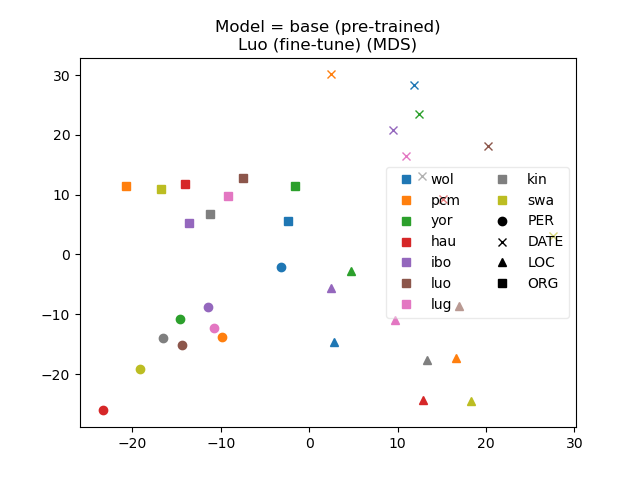 Model = base (pre-trained)
Luo (fine-tune) (MDS)
30
20
10
0
−10
−20
−20
−10
0
10
20
30
wol
pcm
yor
hau
ibo
luo
lug
kin
swa
PER
DATE
LOC
ORG